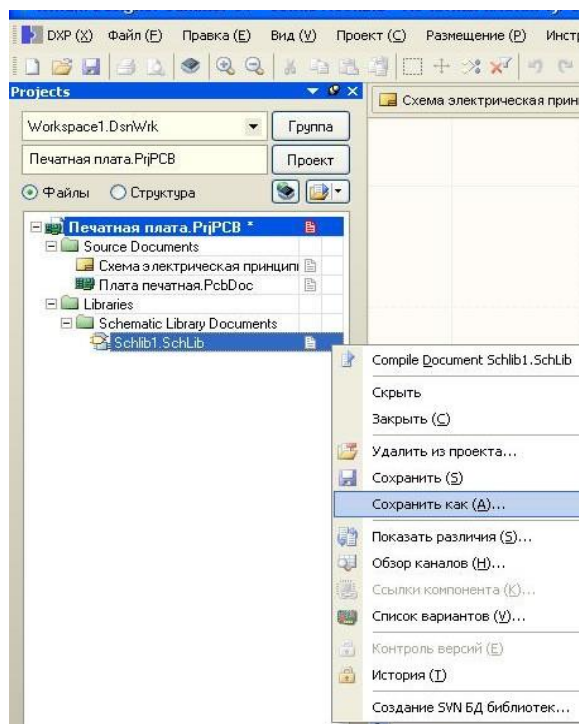 DXP (X) Файл (F) Правка (E) Вид (V) Проект (C) Размещение (P)
Projects
Схема электрическая прин
Workspace1.DsnWrk Группа
Печатная плата.PrjPCB Проект
Файлы Структура
Печатная плата.PrjPCB *
Source Documents
Схема электрическая принципи
Плата печатная.PcbDoc
Libraries
Schematic Library Documents
Schlib1.SchLib
Compile Document Schlib1.SchLib
Скрыть
Закрыть (C)
Удалить из проекта...
Сохранить (S)
Сохранить как (A)...
Показать различия (S)...
Обзор каналов (H)...
Ссылки компонента (K)...
Список вариантов (V)...
Контроль версий (E)
История (T)
Создание SVN БД библиотек...